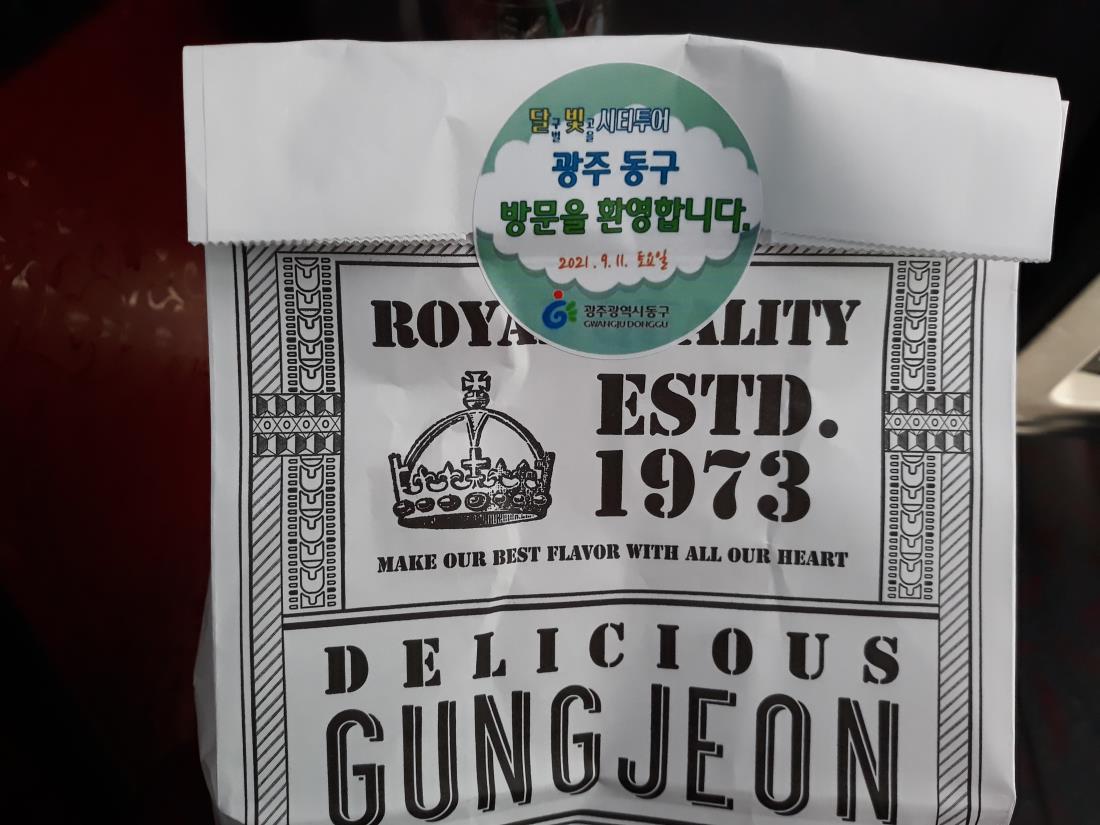 달구벌 빛고을 시티투어
광주 동구
방문을 환영합니다.
2021. 9. 11. 토요일
광주광역시동구
GWANGJU DONGGU
ALITY
ESTD.
1973
MAKE OUR BEST FLAVOR WITH ALL OUR HEART
DELICIOUS
GUNGJEON